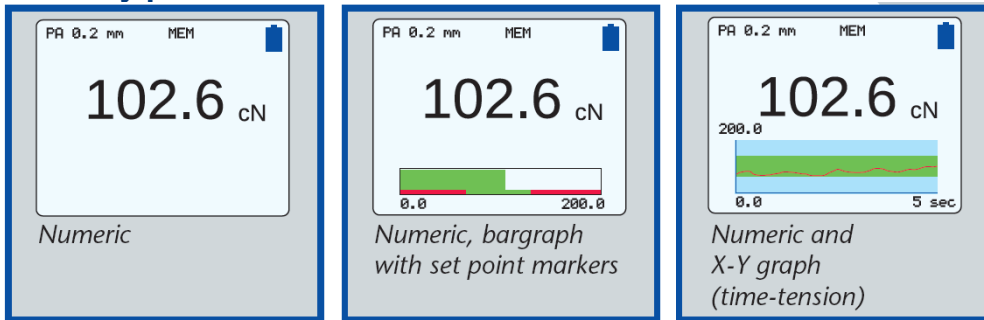 PA 0.2 mm MEM
102.6 cN
Numeric
PA 0.2 mm MEM
102.6 cN
0.0 200.0
Numeric, bargraph
with set point markers
PA 0.2 mm MEM
102.6 cN
200.0
0.0 5 sec
Numeric and
X-Y graph
(time-tension)